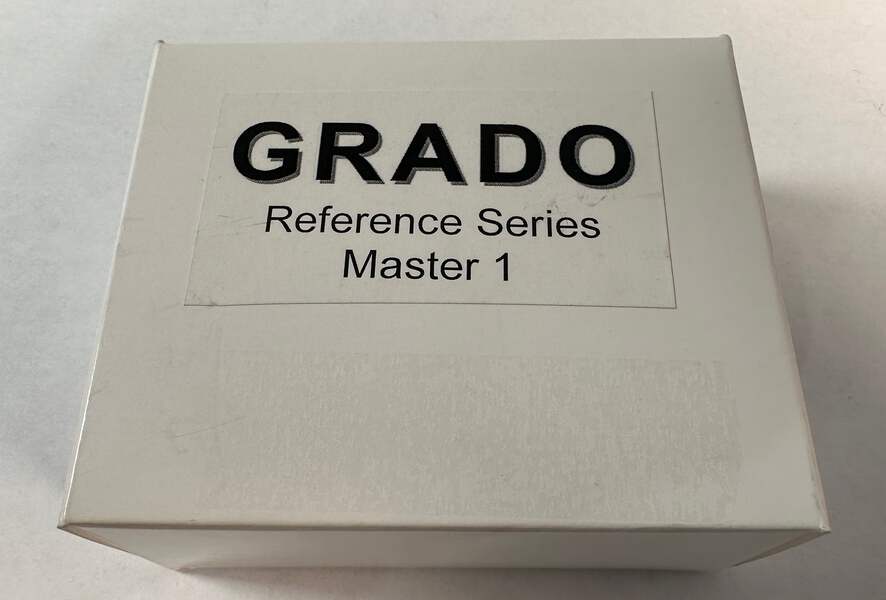 GRADO
Reference Series
Master 1